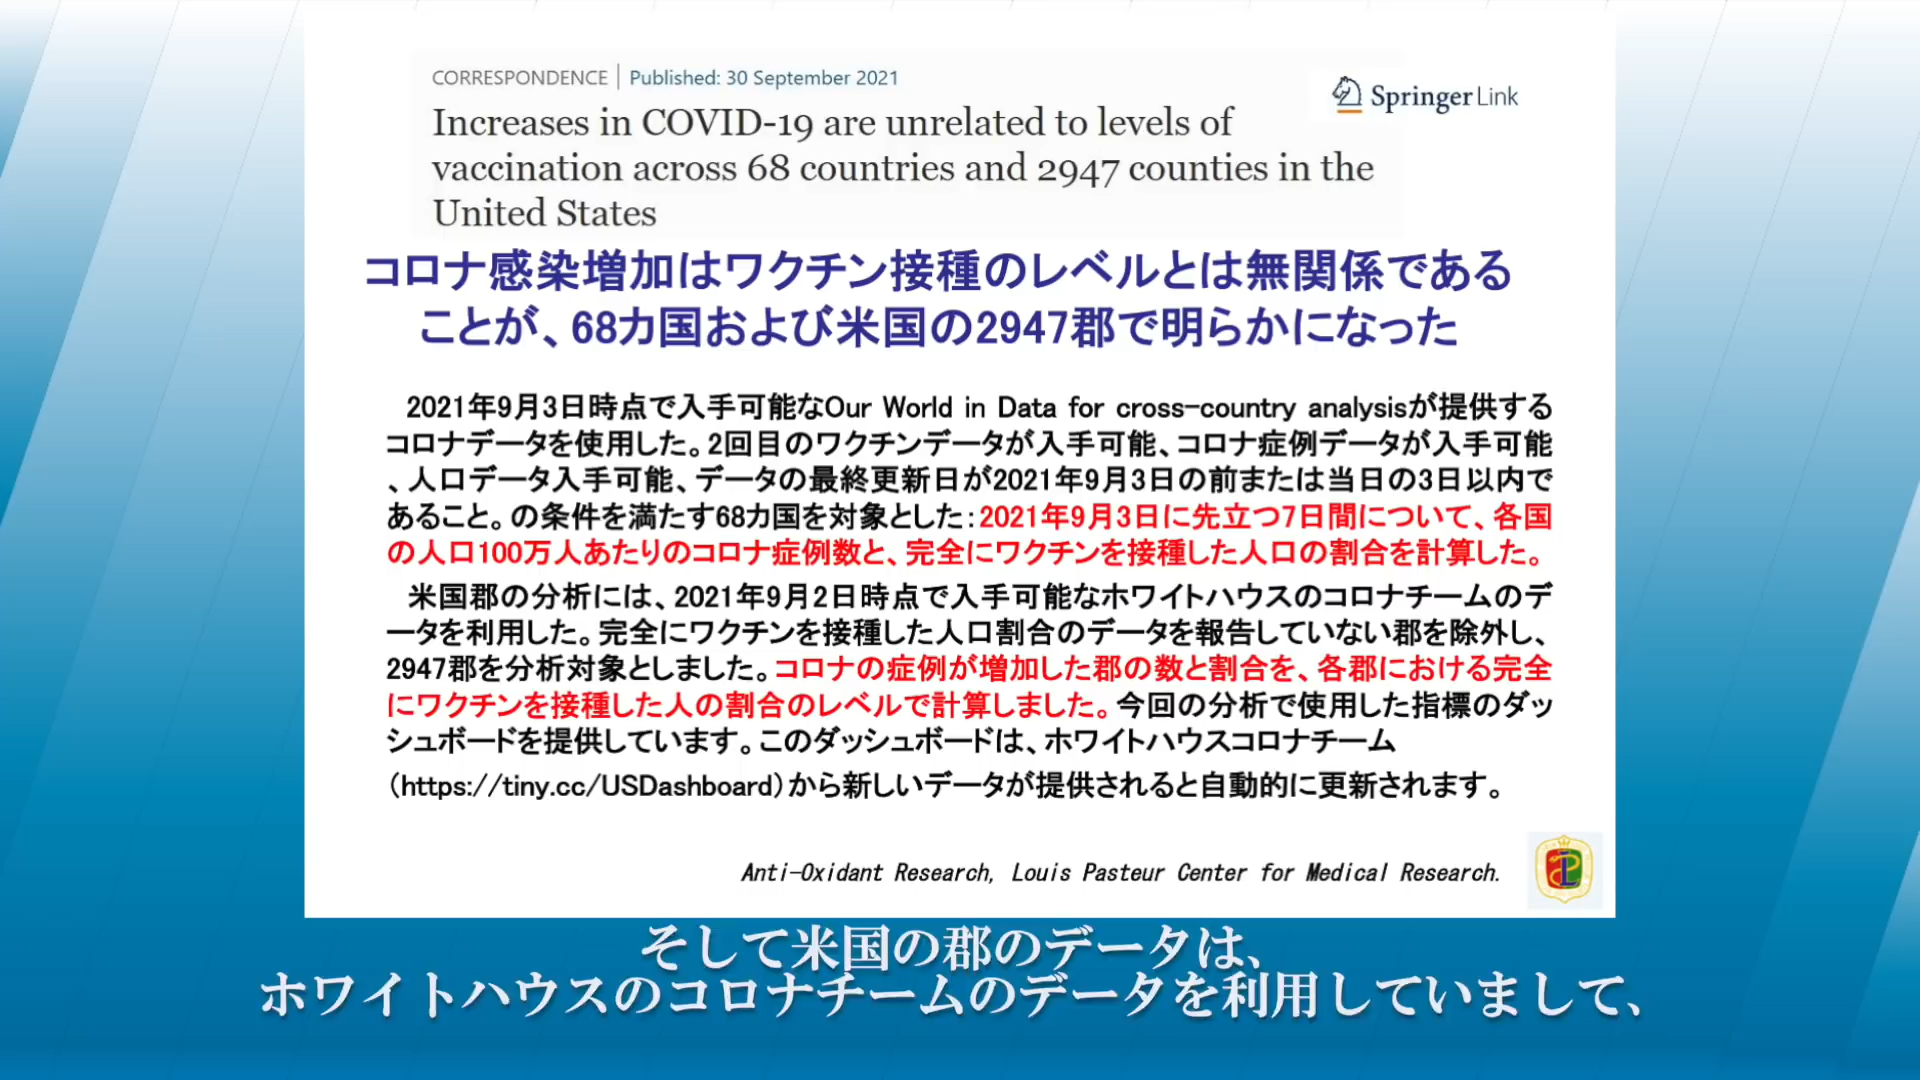 CORRESPONDENCE | Published: 30 September 2021
SpringerLink
Increases in COVID-19 are unrelated to levels of
vaccination across 68 countries and 2947 counties in the
United States
コロナ感染増加はワクチン接種のレベルとは無関係である
ことが、68カ国および米国の2947郡で明らかになった
2021年9月3日時点で入手可能なOur World in Data for cross-country analysisが提供する
コロナデータを使用した。2回目のワクチンデータが入手可能、コロナ症例データが入手可能
、人口データ入手可能、データの最終更新日が2021年9月3日の前または当日の3日以内で
あること。の条件を満たす68カ国を対象とした：2021年9月3日に先立つ7日間について、各国
の人口100万人あたりのコロナ症例数と、完全にワクチンを接種した人口の割合を計算した。
米国郡の分析には、2021年9月2日時点で入手可能なホワイトハウスのコロナチームのデ
ータを利用した。完全にワクチンを接種した人口割合のデータを報告していない郡を除外し、
2947郡を分析対象としました。コロナの症例が増加した郡の数と割合を、各郡における完全
にワクチンを接種した人の割合のレベルで計算しました。今回の分析で使用した指標のダッ
シュボードを提供しています。このダッシュボードは、ホワイトハウスコロナチーム
（https://tiny.cc/USDashboard）から新しいデータが提供されると自動的に更新されます。
Anti-Oxidant Research, Louis Pasteur Center for Medical Research.
そして米国の郡のデータは、
ホワイトハウスのコロナチームのデータを利用していまして、